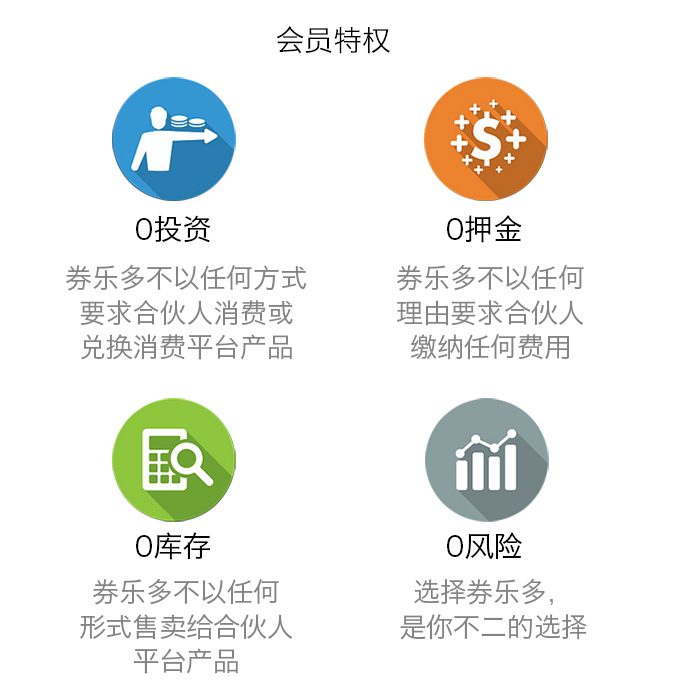 会员特权
0投资
券乐多不以任何方式
要求合伙人消费或
兑换消费平台产品
0押金
券乐多不以任何
理由要求合伙人
缴纳任何费用
0库存
券乐多不以任何
形式售卖给合伙人
平台产品
0风险
选择券乐多,
是你不二的选择